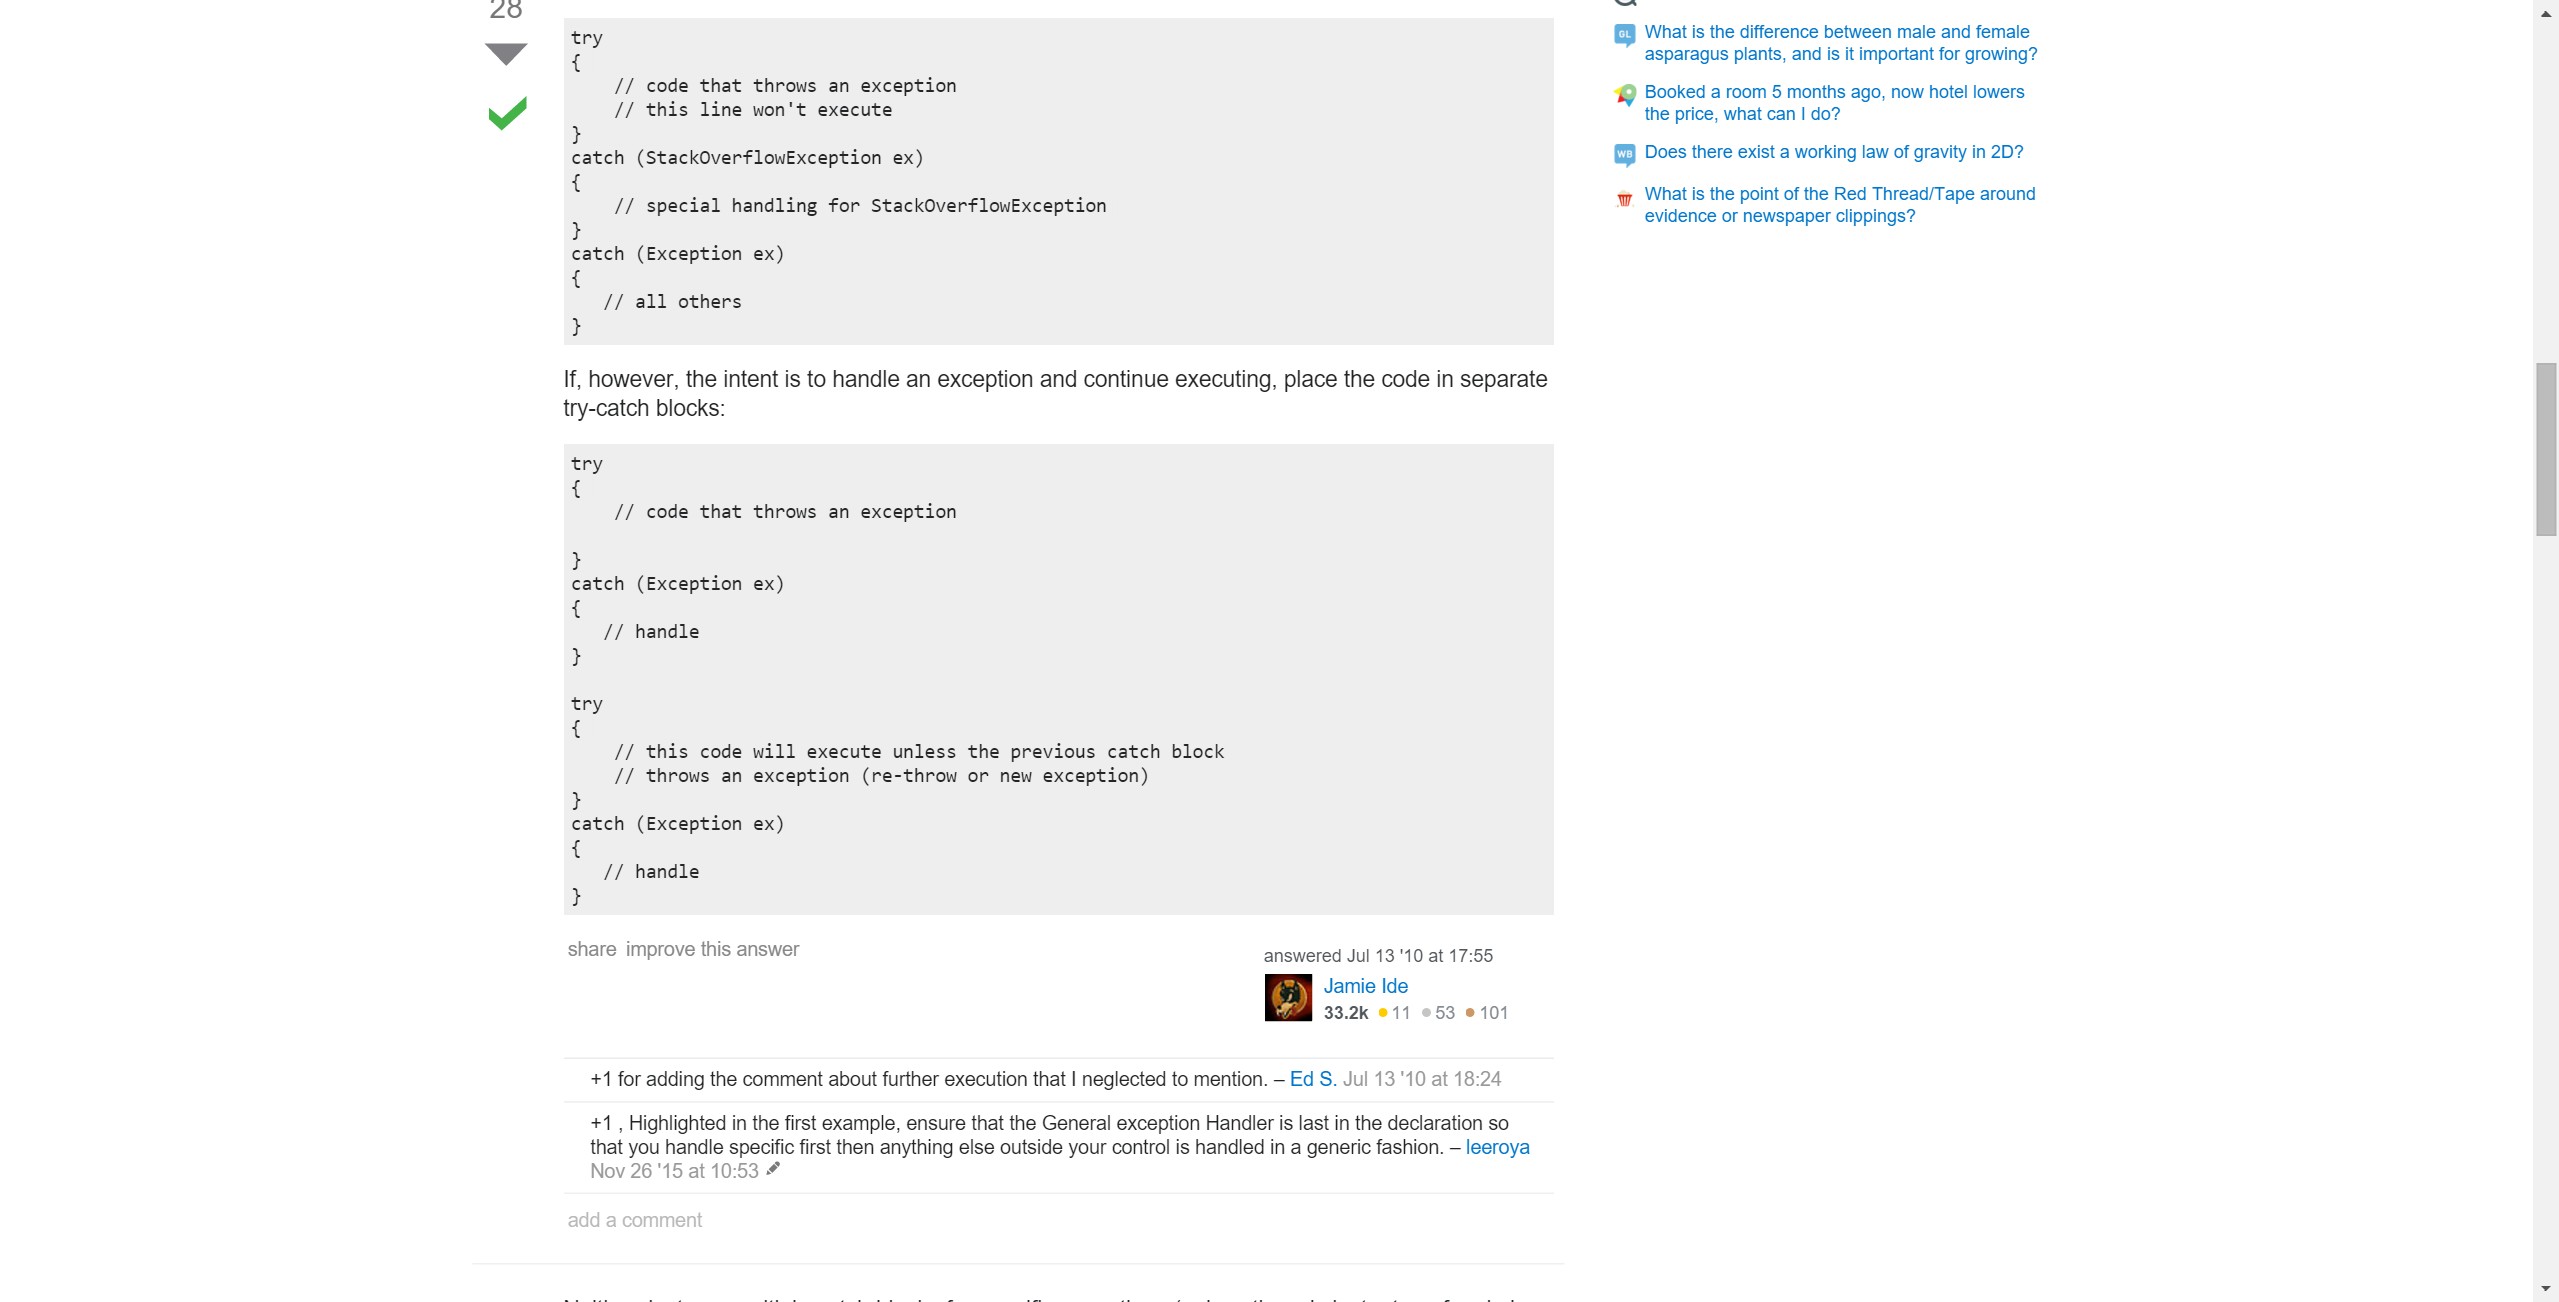 28
try
{
    // code that throws an exception
    // this line won't execute
}
catch (StackOverflowException ex)
{
    // special handling for StackOverflowException
}
catch (Exception ex)
{
   // all others
}
If, however, the intent is to handle an exception and continue executing, place the code in separate
try-catch blocks:
try
{
    // code that throws an exception

}
catch (Exception ex)
{
   // handle
}

try
{
    // this code will execute unless the previous catch block
    // throws an exception (re-throw or new exception)
}
catch (Exception ex)
{
   // handle
}
share improve this answer
answered Jul 13 '10 at 17:55
Jamie Ide
33.2k ●11 ●53 ●101
+1 for adding the comment about further execution that I neglected to mention. – Ed S. Jul 13 '10 at 18:24
+1 , Highlighted in the first example, ensure that the General exception Handler is last in the declaration so
that you handle specific first then anything else outside your control is handled in a generic fashion. – leeroya
Nov 26 '15 at 10:53
add a comment
GL
What is the difference between male and female
asparagus plants, and is it important for growing?
Booked a room 5 months ago, now hotel lowers
the price, what can I do?
WB
Does there exist a working law of gravity in 2D?
What is the point of the Red Thread/Tape around
evidence or newspaper clippings?